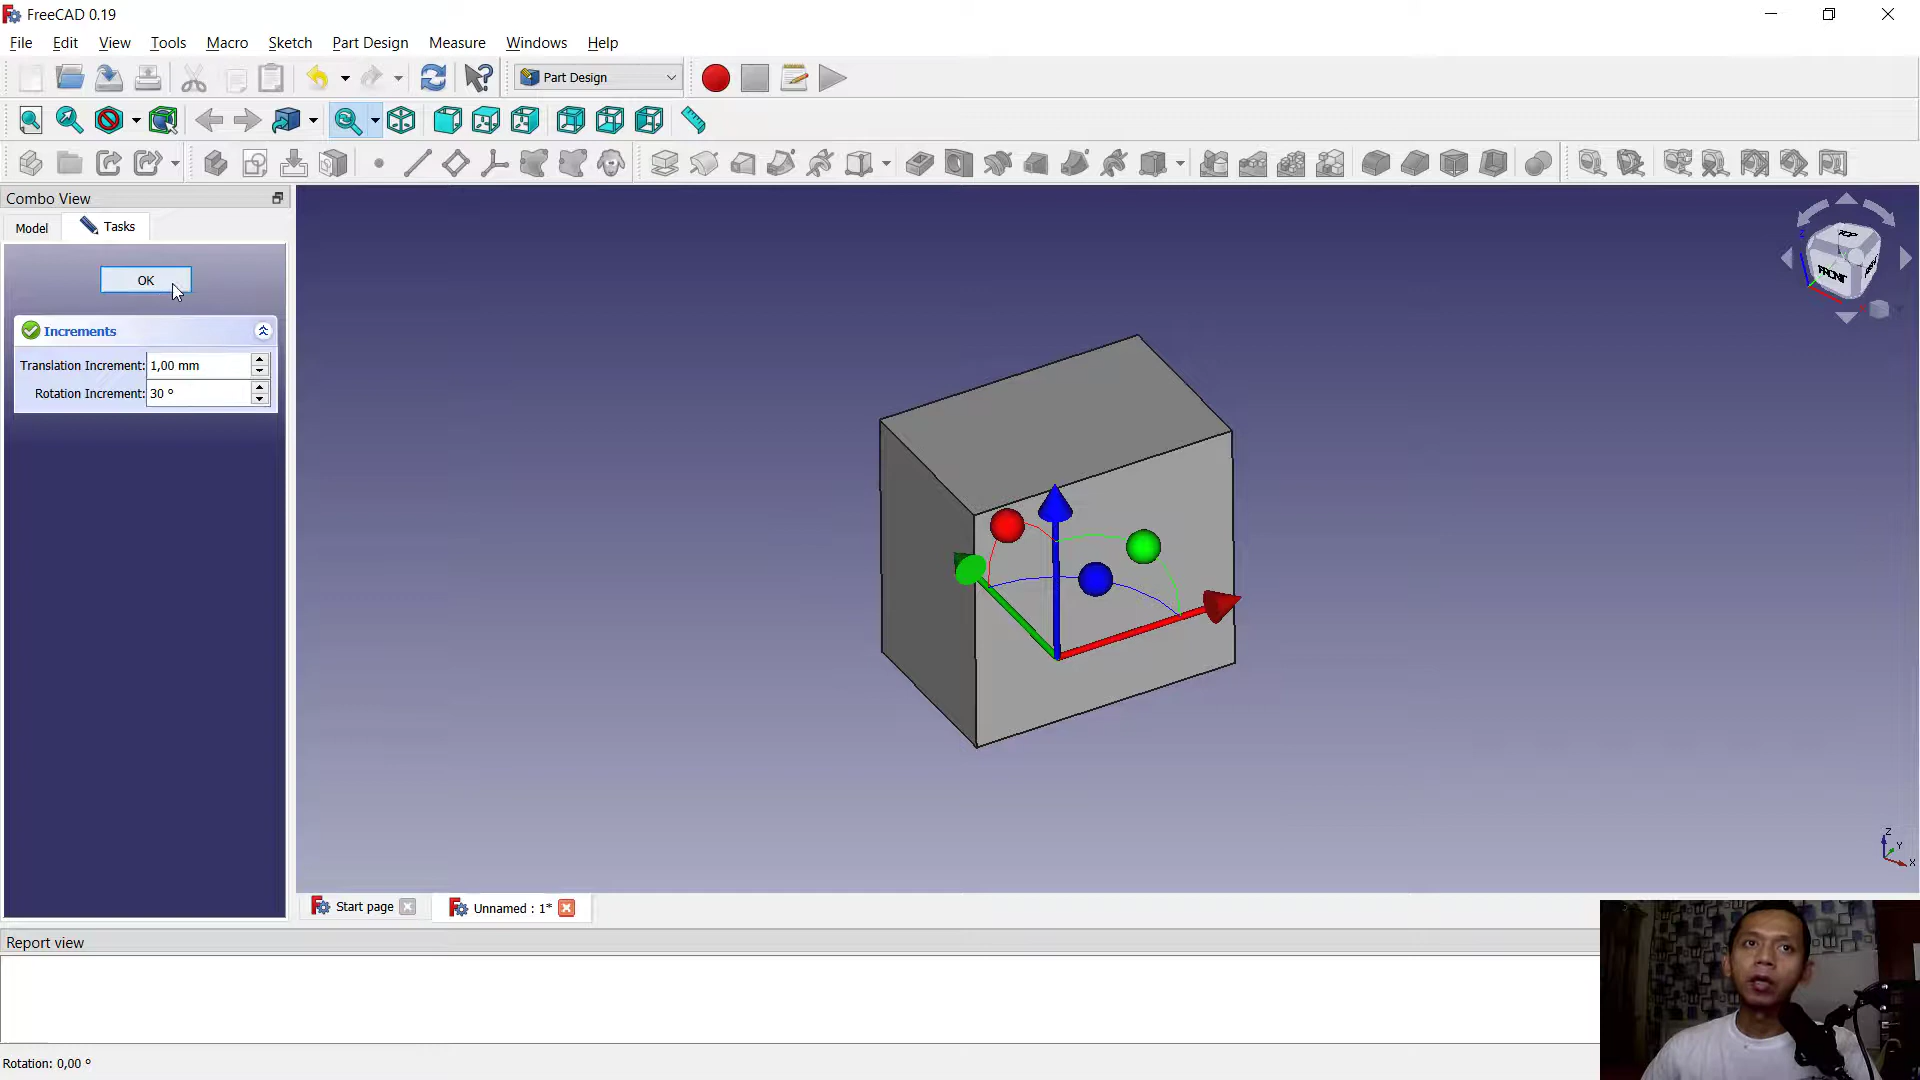 FreeCAD 0.19
File Edit View Tools Macro Sketch Part Design Measure Windows Help
Part Design
Combo View
Model Tasks
OK
Increments
Translation Increment: 1,00 mm
Rotation Increment: 30 °
TOP
FRONT
Z
Z
Y
X
Start page Unnamed : 1*
Report view
Rotation: 0,00 °